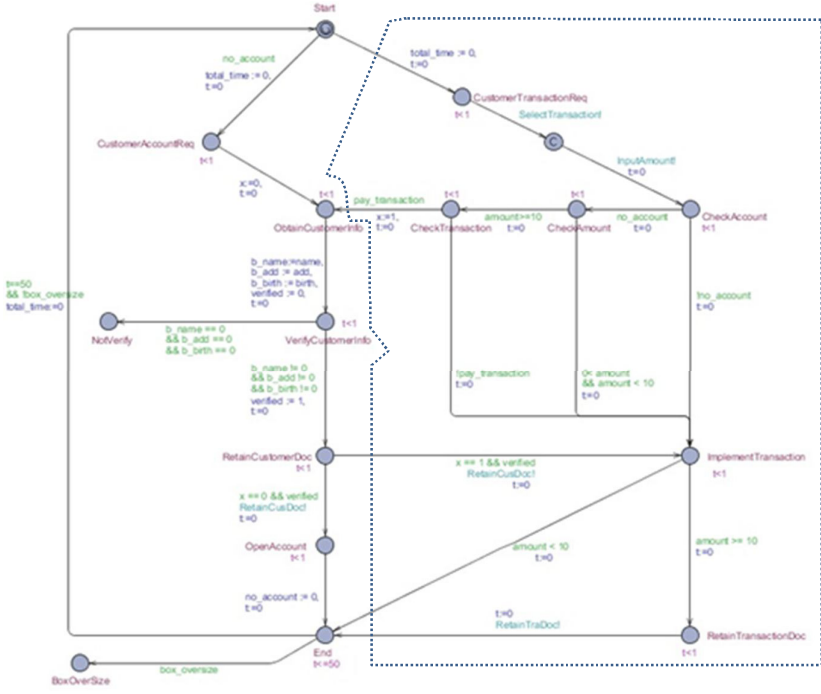 Start
no_account
total_time := 0,
t:=0
total_time := 0,
t:=0
CustomerTransactionReq
t<1
SelectTransaction!
CustomerAccountReq
t<1
C
InputAmount!
t:=0
x:=0,
t:=0
t<1
pay_transaction
x:=1,
t:=0
t<1
amount>=10
t:=0
t<1
no_account
t:=0
CheckAccount
t<1
ObtainCustomerInfo
CheckTransaction
CheckAmount
b_name:=name,
b_add := add,
b_birth := birth,
verified := 0,
t:=0
t==50
&& !box_oversize
total_time:=0
!no_account
t:=0
NotVerify
b_name == 0
&& b_add == 0
&& b_birth == 0
t<1
VerifyCustomerInfo
b_name != 0
&& b_add != 0
&& b_birth != 0
verified := 1,
t:=0
!pay_transaction
t:=0
0< amount
&& amount < 10
t:=0
RetainCustomerDoc
t<1
x == 1 && verified
RetainCusDoc!
t:=0
ImplementTransaction
t<1
x == 0 && verified
RetainCusDoc!
t:=0
OpenAccount
t<1
amount < 10
t:=0
amount >= 10
t:=0
no_account := 0,
t:=0
t:=0
RetainTraDoc!
End
t<=50
RetainTransactionDoc
t<1
box_oversize
BoxOverSize